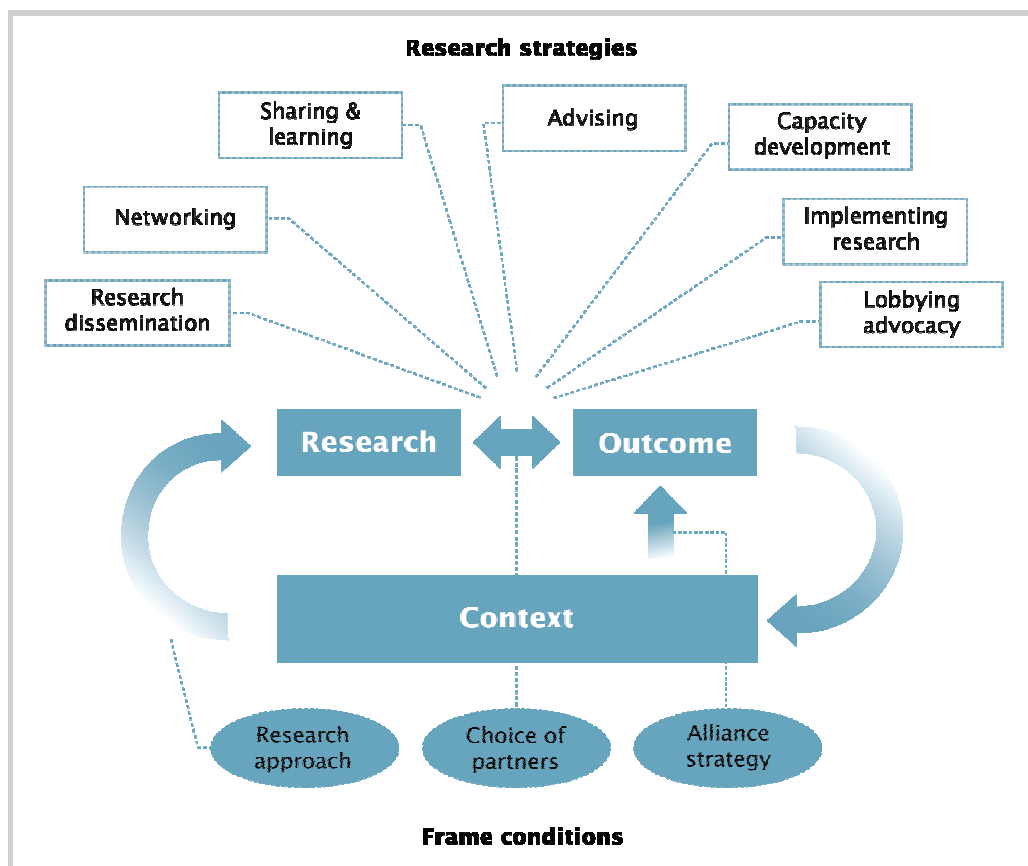 Research strategies
Sharing &
learning
Advising
Capacity
development
Networking
Implementing
research
Research
dissemination
Lobbying
advocacy
Research
Outcome
Context
Research
approach
Choice of
partners
Alliance
strategy
Frame conditions